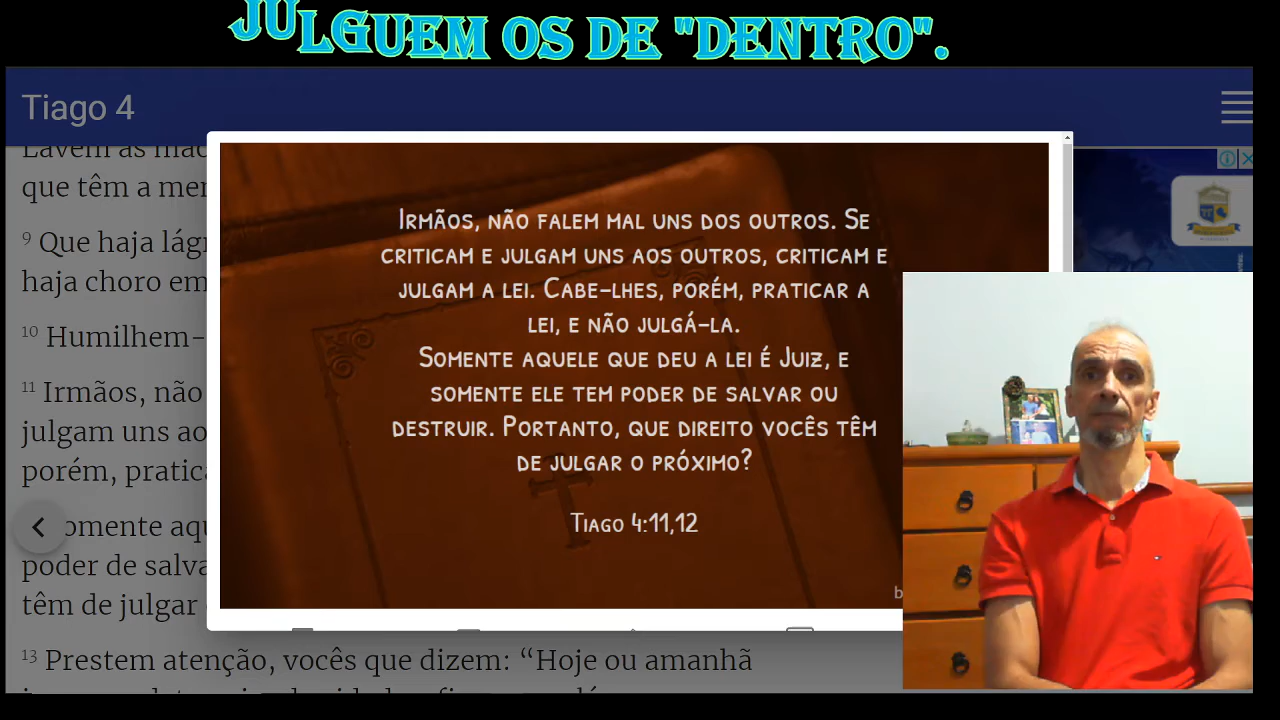 JULGUEM OS DE "DENTRO".
Tiago 4
que têm a mer
9 Que haja lágr
haja choro em
10 Humilhem-
11 Irmãos, não
julgam uns ao
porém, pratica
omente aqu
poder de salva
têm de julgar
13 Prestem atenção, vocês que dizem: “Hoje ou amanhã
Irmãos, não falem mal uns dos outros. Se
criticam e julgam uns aos outros, criticam e
julgam a lei. Cabe-lhes, porém, praticar a
lei, e não julgá-la.
Somente aquele que deu a lei é Juiz, e
somente ele tem poder de salvar ou
destruir. Portanto, que direito vocês têm
de julgar o próximo?
Tiago 4:11,12